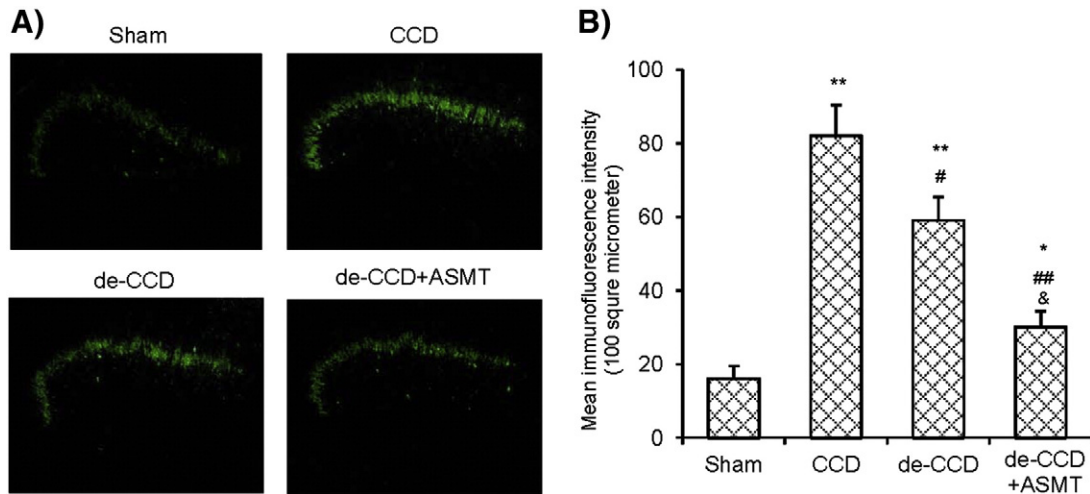 A)
Sham
CCD
de-CCD
de-CCD+ASMT
B)
Mean immunofluorescence intensity
(100 squre micrometer)
100
80
60
40
20
0
**
**
#
*
##
&
Sham
CCD
de-CCD
de-CCD
+ASMT